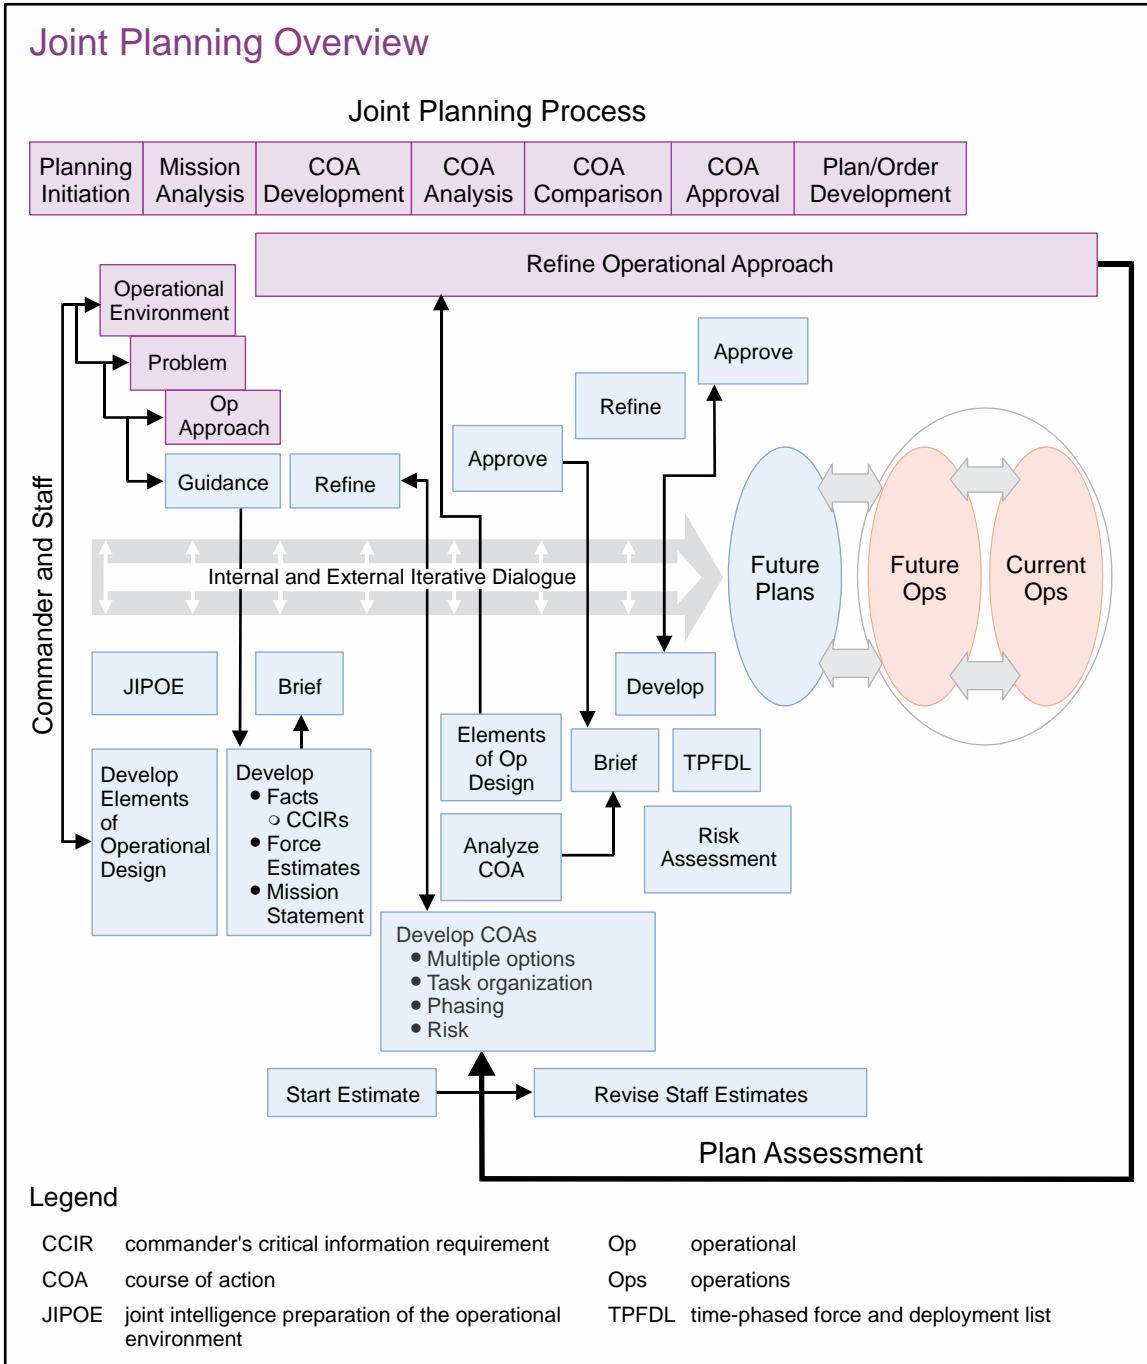 Joint Planning Overview
Joint Planning Process
Planning
Initiation
Mission
Analysis
COA
Development
COA
Analysis
COA
Comparison
COA
Approval
Plan/Order
Development
Refine Operational Approach
Operational
Environment
Problem
Op
Approach
Guidance
Refine
Approve
Refine
Approve
Commander and Staff
Internal and External Iterative Dialogue
Future
Plans
Future
Ops
Current
Ops
JIPOE
Brief
Develop
Elements
of Op
Design
Brief
TPFDL
Develop
Elements
of
Operational
Design
Develop
• Facts
○ CCIRs
• Force
Estimates
• Mission
Statement
Analyze
COA
Risk
Assessment
Develop COAs
• Multiple options
• Task organization
• Phasing
• Risk
Start Estimate
Revise Staff Estimates
Plan Assessment
Legend
CCIR commander's critical information requirement
COA course of action
JIPOE joint intelligence preparation of the operational
environment
Op operational
Ops operations
TPFDL time-phased force and deployment list